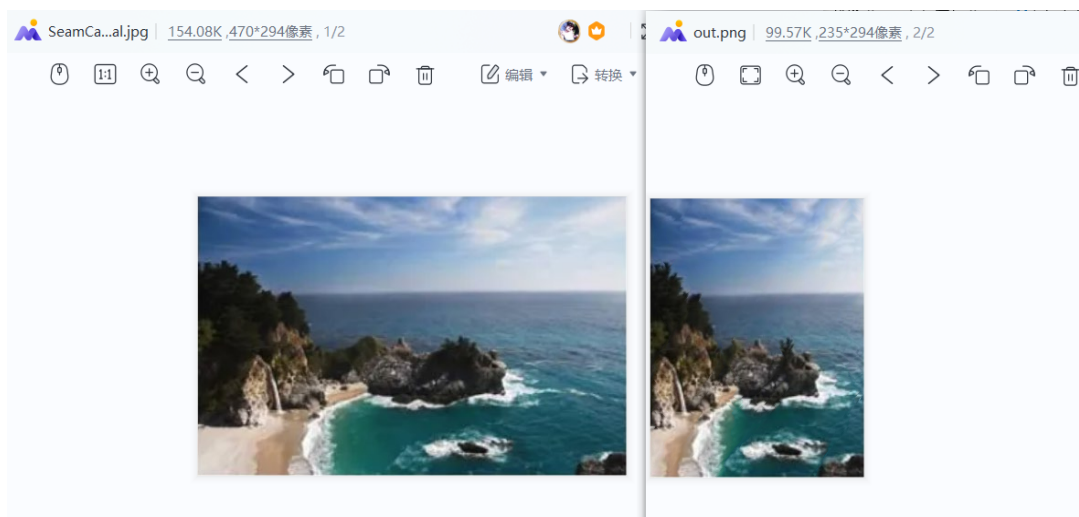 SeamCa...al.jpg 154.08K ,470*294像素 , 1/2
1:1 编辑 转换
out.png 99.57K ,235*294像素 , 2/2